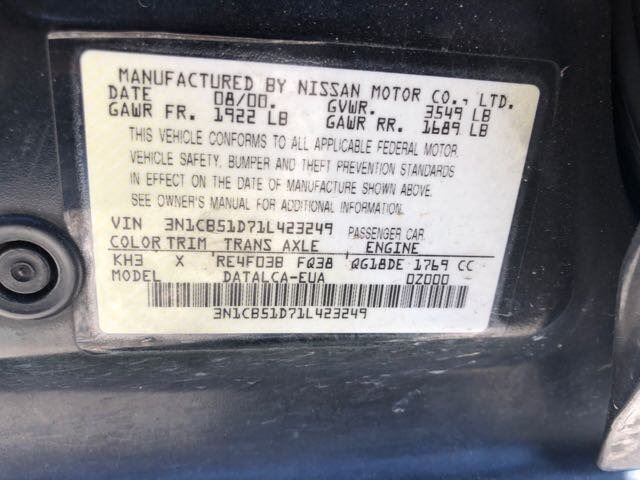 MANUFACTURED BY NISSAN MOTOR CO., LTD.
DATE 08/00. GVWR. 3549 LB
GAWR FR. 1922 LB GAWR RR. 1689 LB
THIS VEHICLE CONFORMS TO ALL APPLICABLE FEDERAL MOTOR
VEHICLE SAFETY, BUMPER AND THEFT PREVENTION STANDARDS
IN EFFECT ON THE DATE OF MANUFACTURE SHOWN ABOVE.
SEE OWNER'S MANUAL FOR ADDITIONAL INFORMATION.
VIN 3N1CB51D71L423249 PASSENGER CAR
COLOR TRIM TRANS AXLE ENGINE
KH3 X RE4F03B FQ38 QG18DE 1769 CC
MODEL DATALCA-EUA 0Z000
3N1CB51D71L423249